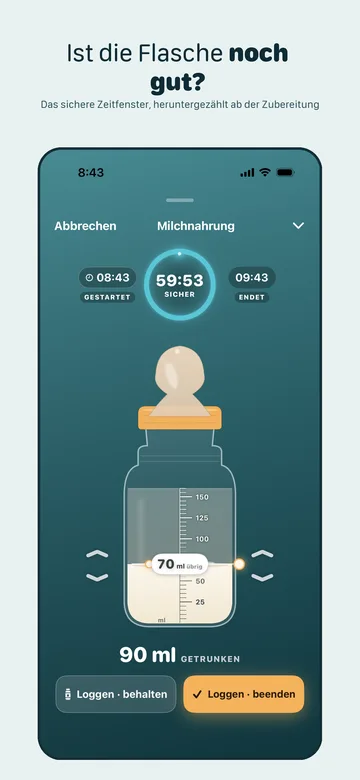 Ist die Flasche noch
gut?
Das sichere Zeitfenster, heruntergezählt ab der Zubereitung
8:43
Abbrechen Milchnahrung
08:43 59:53 09:43
GESTARTET SICHER ENDET
150
125
100
70 ml übrig
50
25
ml
90 ml GETRUNKEN
Loggen · behalten Loggen · beenden